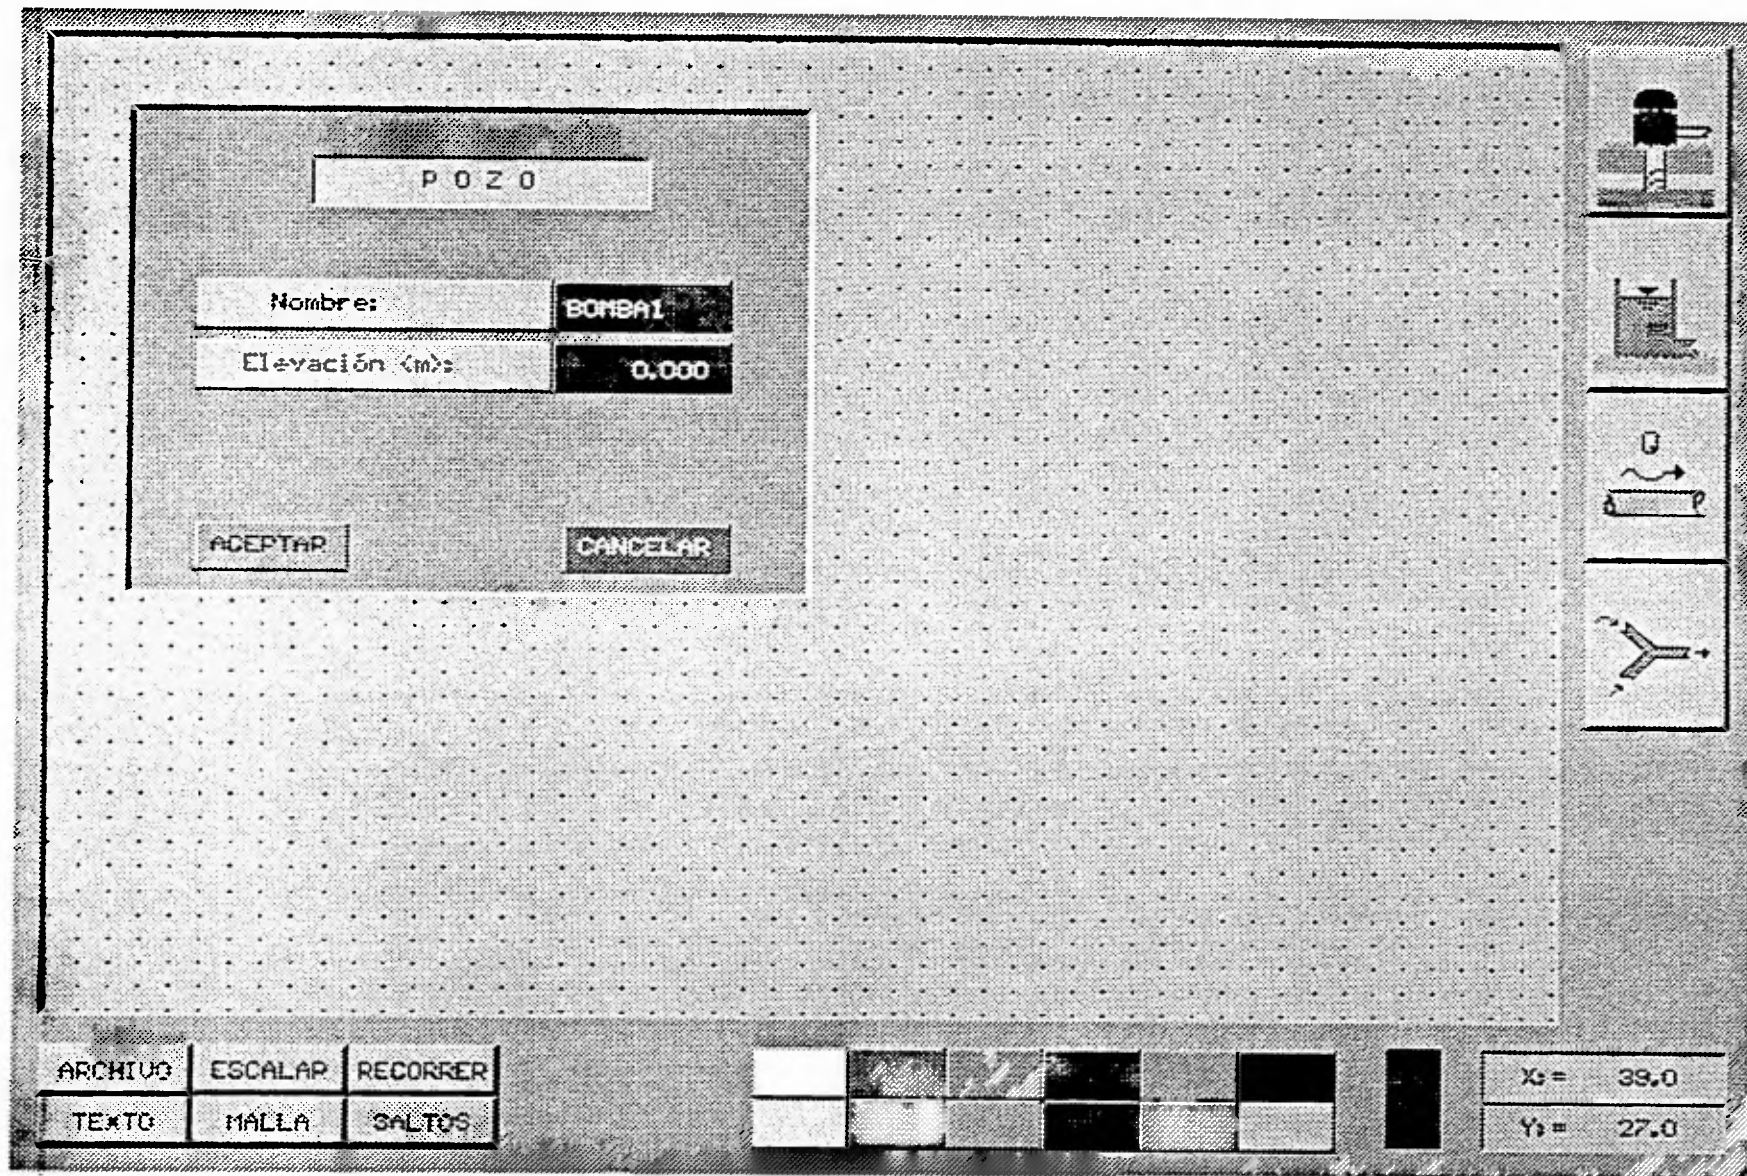 POZO
Nombre: BOMBA1
Elevación (m): 0.000
ACEPTAR CANCELAR
Q
ARCHIVO ESCALAR RECORRER
TEXTO MALLA SALTOS
X: = 39.0
Y: = 27.0